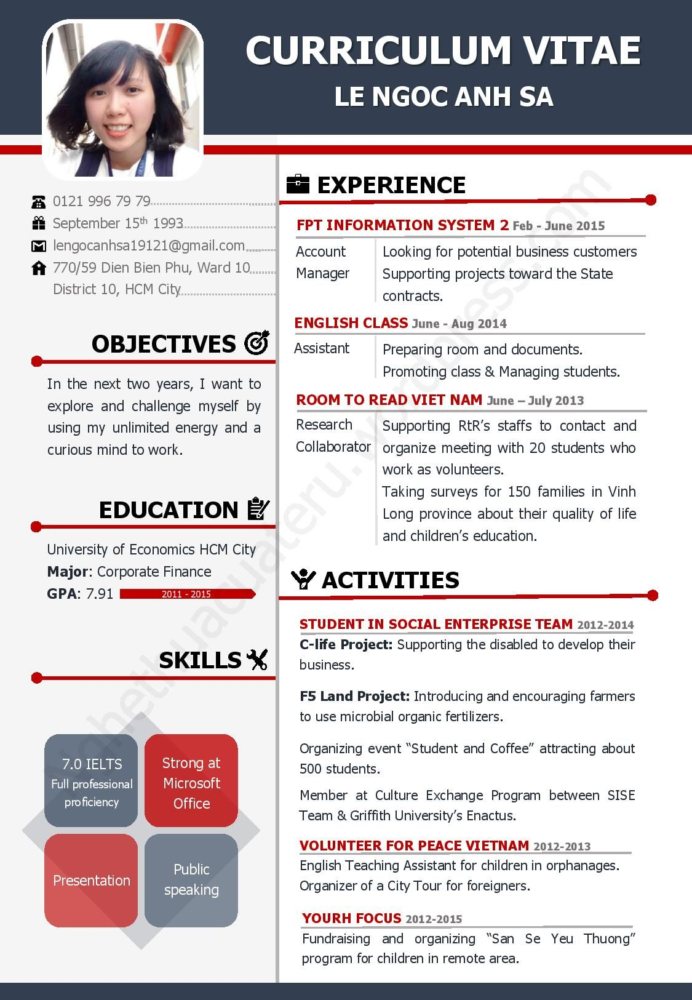 CURRICULUM VITAE
LE NGOC ANH SA
0121 996 79 79
September 15th 1993
lengocanhsa19121@gmail.com
770/59 Dien Bien Phu, Ward 10
District 10, HCM City
OBJECTIVES
In the next two years, I want to
explore and challenge myself by
using my unlimited energy and a
curious mind to work.
EDUCATION
University of Economics HCM City
Major: Corporate Finance
GPA: 7.91 2011 - 2015
SKILLS
7.0 IELTS
Full professional
proficiency
Strong at
Microsoft
Office
Presentation
Public
speaking
EXPERIENCE
FPT INFORMATION SYSTEM 2 Feb - June 2015
Account
Manager
Looking for potential business customers
Supporting projects toward the State
contracts.
ENGLISH CLASS June - Aug 2014
Assistant
Preparing room and documents.
Promoting class & Managing students.
ROOM TO READ VIET NAM June – July 2013
Research
Collaborator
Supporting RtR’s staffs to contact and
organize meeting with 20 students who
work as volunteers.
Taking surveys for 150 families in Vinh
Long province about their quality of life
and children’s education.
ACTIVITIES
STUDENT IN SOCIAL ENTERPRISE TEAM 2012-2014
C-life Project: Supporting the disabled to develop their
business.
F5 Land Project: Introducing and encouraging farmers
to use microbial organic fertilizers.
Organizing event “Student and Coffee” attracting about
500 students.
Member at Culture Exchange Program between SISE
Team & Griffith University’s Enactus.
VOLUNTEER FOR PEACE VIETNAM 2012-2013
English Teaching Assistant for children in orphanages.
Organizer of a City Tour for foreigners.
YOURH FOCUS 2012-2015
Fundraising and organizing “San Se Yeu Thuong”
program for children in remote area.
Nghethuacuateru.wordpress.com